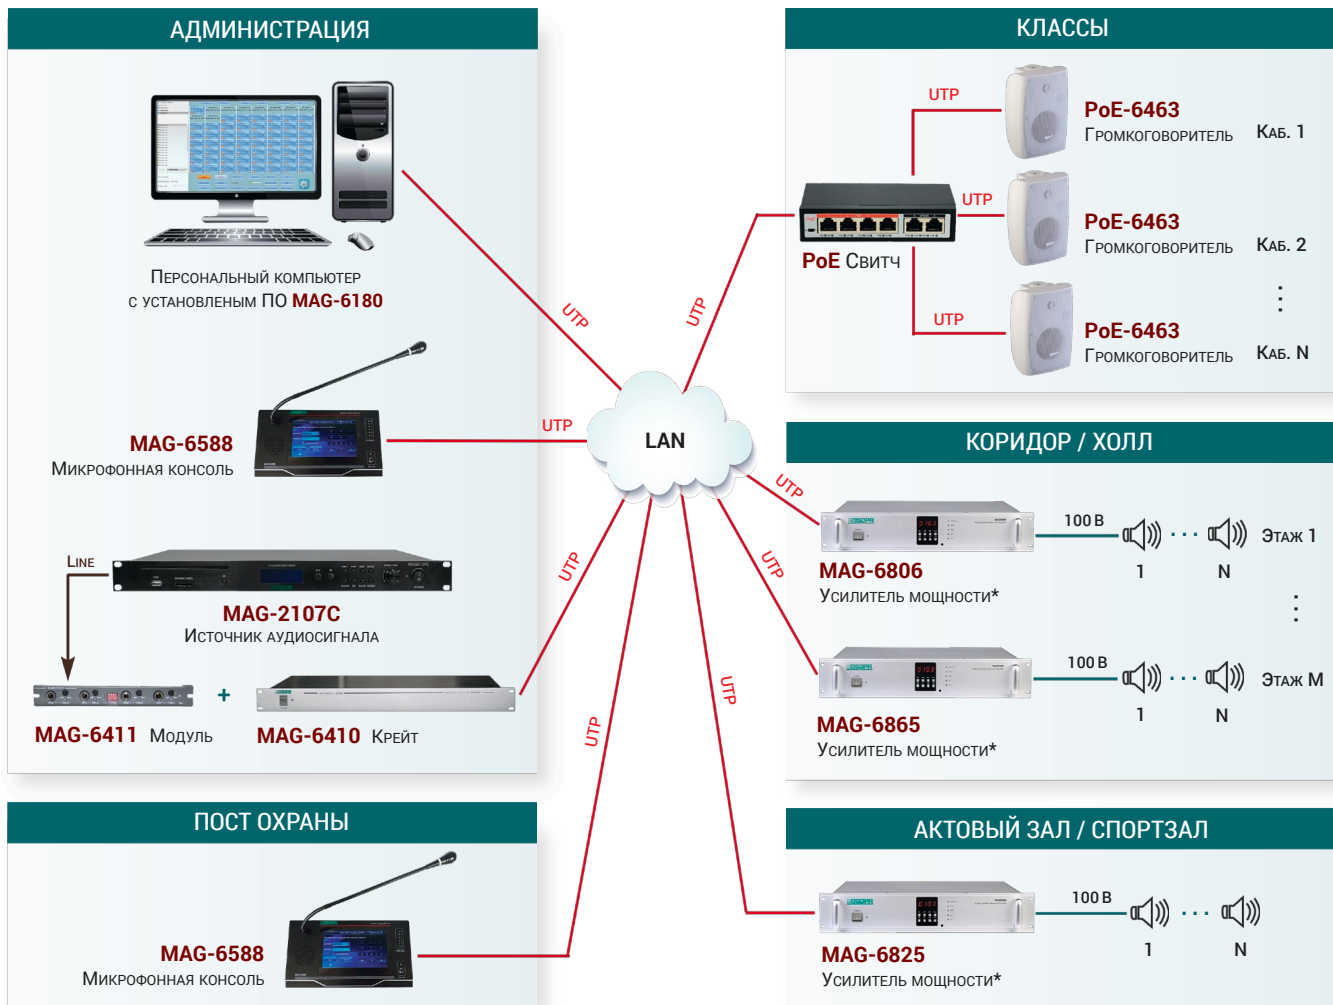 АДМИНИСТРАЦИЯ
Персональный компьютер
с установленым ПО MAG-6180
MAG-6588
Микрофонная консоль
Line
MAG-2107C
Источник аудиосигнала
+
MAG-6411 Модуль
MAG-6410 Крейт
ПОСТ ОХРАНЫ
MAG-6588
Микрофонная консоль
UTP
UTP
UTP
UTP
LAN
UTP
UTP
UTP
UTP
КЛАССЫ
PoE Свитч
UTP
UTP
UTP
PoE-6463
Громкоговоритель Каб. 1
PoE-6463
Громкоговоритель Каб. 2
PoE-6463
Громкоговоритель Каб. N
КОРИДОР / ХОЛЛ
DSPPA
MAG-6806
Усилитель мощности*
100 В
1 N
Этаж 1
DSPPA
MAG-6865
Усилитель мощности*
100 В
1 N
Этаж M
АКТОВЫЙ ЗАЛ / СПОРТЗАЛ
DSPPA
MAG-6825
Усилитель мощности*
100 В
1 N